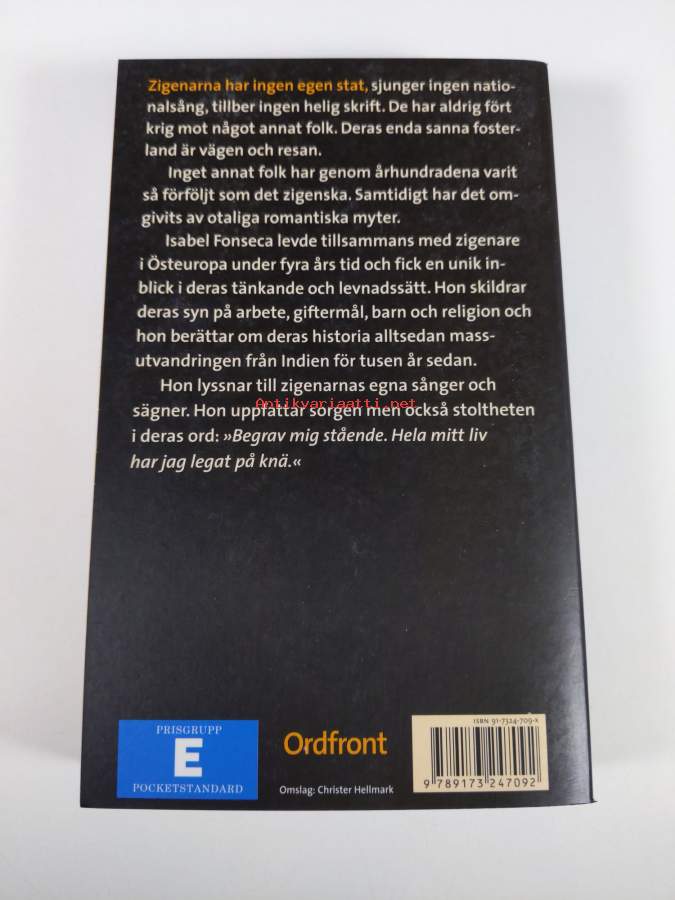 Zigenarna har ingen egen stat, sjunger ingen natio-
nalsång, tillber ingen helig skrift. De har aldrig fört
krig mot något annat folk. Deras enda sanna foster-
land är vägen och resan.
Inget annat folk har genom århundradena varit
så förföljt som det zigenska. Samtidigt har det om-
givits av otaliga romantiska myter.
Isabel Fonseca levde tillsammans med zigenare
i Östeuropa under fyra års tid och fick en unik in-
blick i deras tänkande och levnadssätt. Hon skildrar
deras syn på arbete, giftermål, barn och religion och
hon berättar om deras historia alltsedan mass-
utvandringen från Indien för tusen år sedan.
Hon lyssnar till zigenarnas egna sånger och
Antikvariaatti.net
sägner. Hon uppfattar sorgen men också stoltheten
i deras ord: »Begrav mig stående. Hela mitt liv
har jag legat på knä.«
PRISGRUPP
E
POCKETSTANDARD
Ordfront
Omslag: Christer Hellmark
ISBN 91-7324-709-X
9 789173 247092